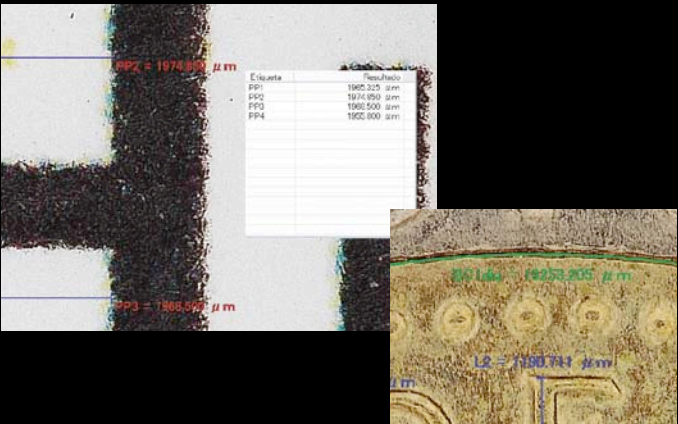 PP2 = 1974.850 μm
Etiqueta Resultado
PP1 1965.325 μm
PP2 1974.850 μm
PP3 1968.500 μm
PP4 1955.800 μm
PP3 = 1968.500 μm
μm
L2 = 1190.711 μm